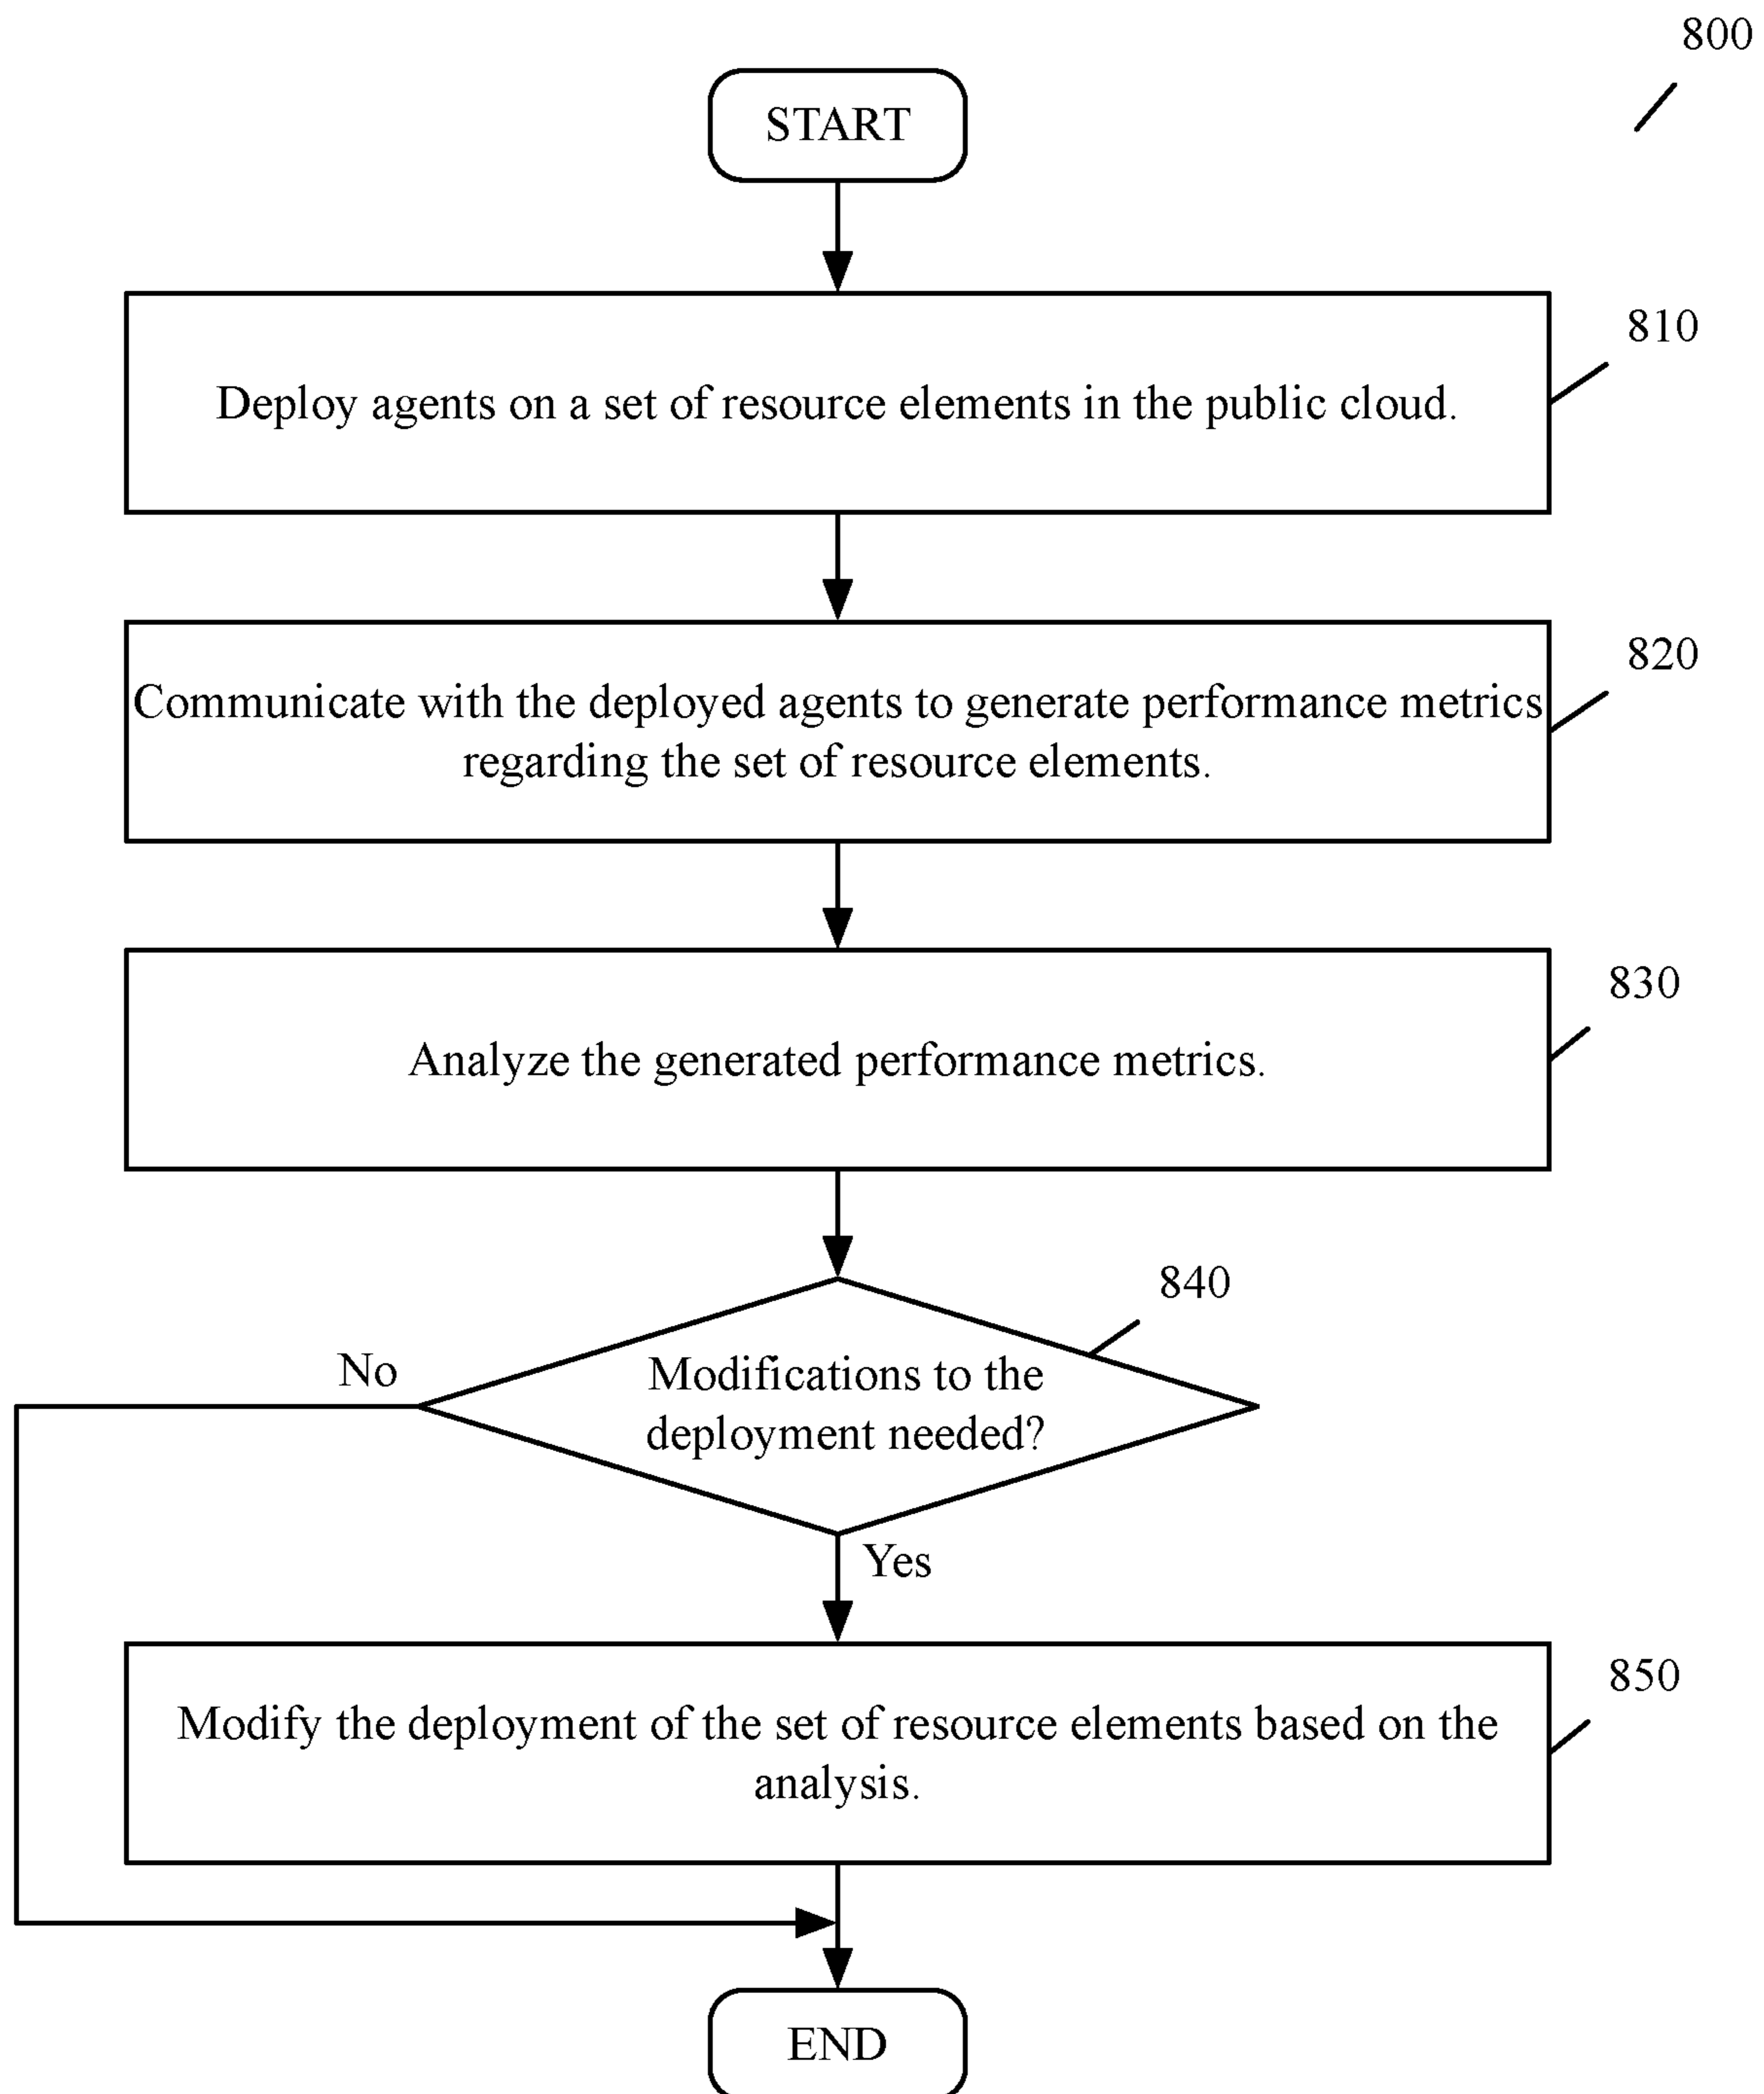 800
START
810
Deploy agents on a set of resource elements in the public cloud.
820
Communicate with the deployed agents to generate performance metrics
regarding the set of resource elements.
830
Analyze the generated performance metrics.
840
No
Modifications to the
deployment needed?
Yes
850
Modify the deployment of the set of resource elements based on the
analysis.
END